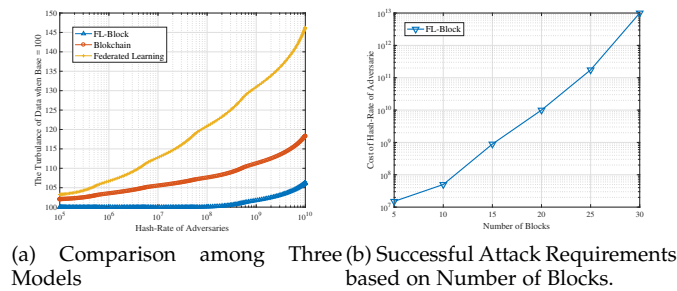 150
145
140
135
130
125
120
115
110
105
100
The Turbulance of Data when Base = 100
FL-Block
Blokchain
Federated Learning
10^5
10^6
10^7
10^8
10^9
10^10
Hash-Rate of Adversaries
10^13
10^12
10^11
10^10
10^9
10^8
10^7
Cost of Hash-Rate of Adversarie
FL-Block
5
10
15
20
25
30
Number of Blocks
(a) Comparison among Three Models
(b) Successful Attack Requirements
based on Number of Blocks.